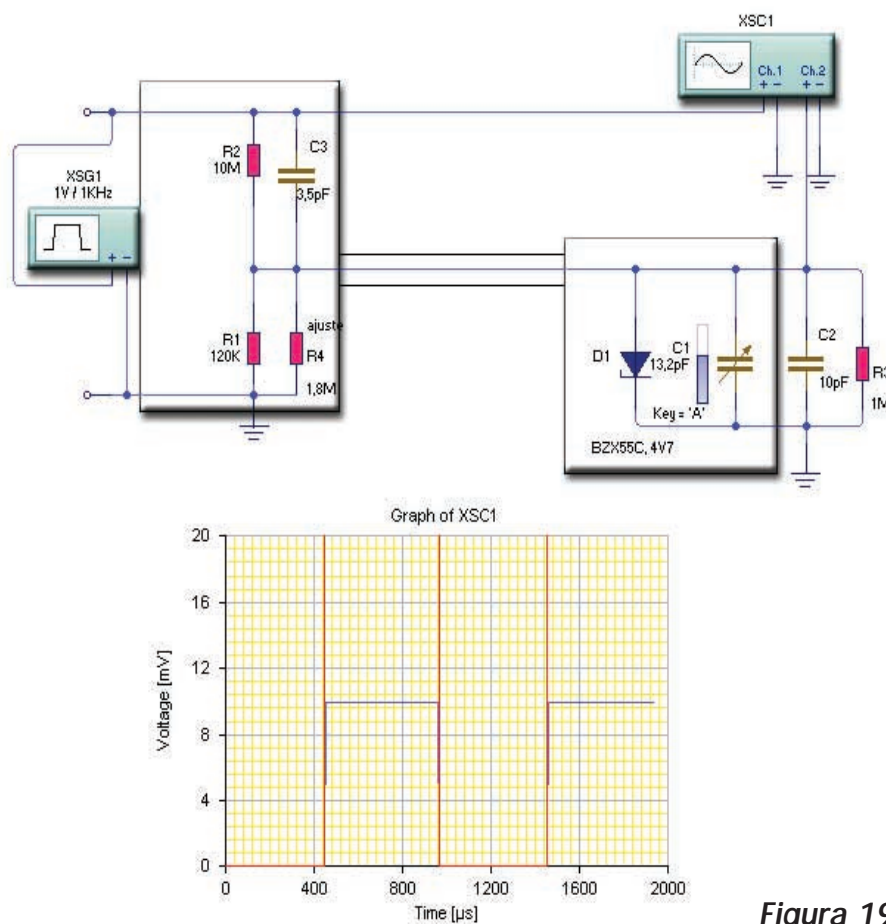 XSC1
Ch.1 Ch.2
+ - + -
XSG1
1V / 1KHz
+ -
R2
10M
C3
3,5pF
R1
120K
ajuste
R4
1,8M
D1
C1
13,2pF
Key = 'A'
BZX55C, 4V7
C2
10pF
R3
1M
Graph of XSC1
Voltage [mV]
20
16
12
8
4
0
0 400 800 1200 1600 2000
Time [µs]
Figura 19